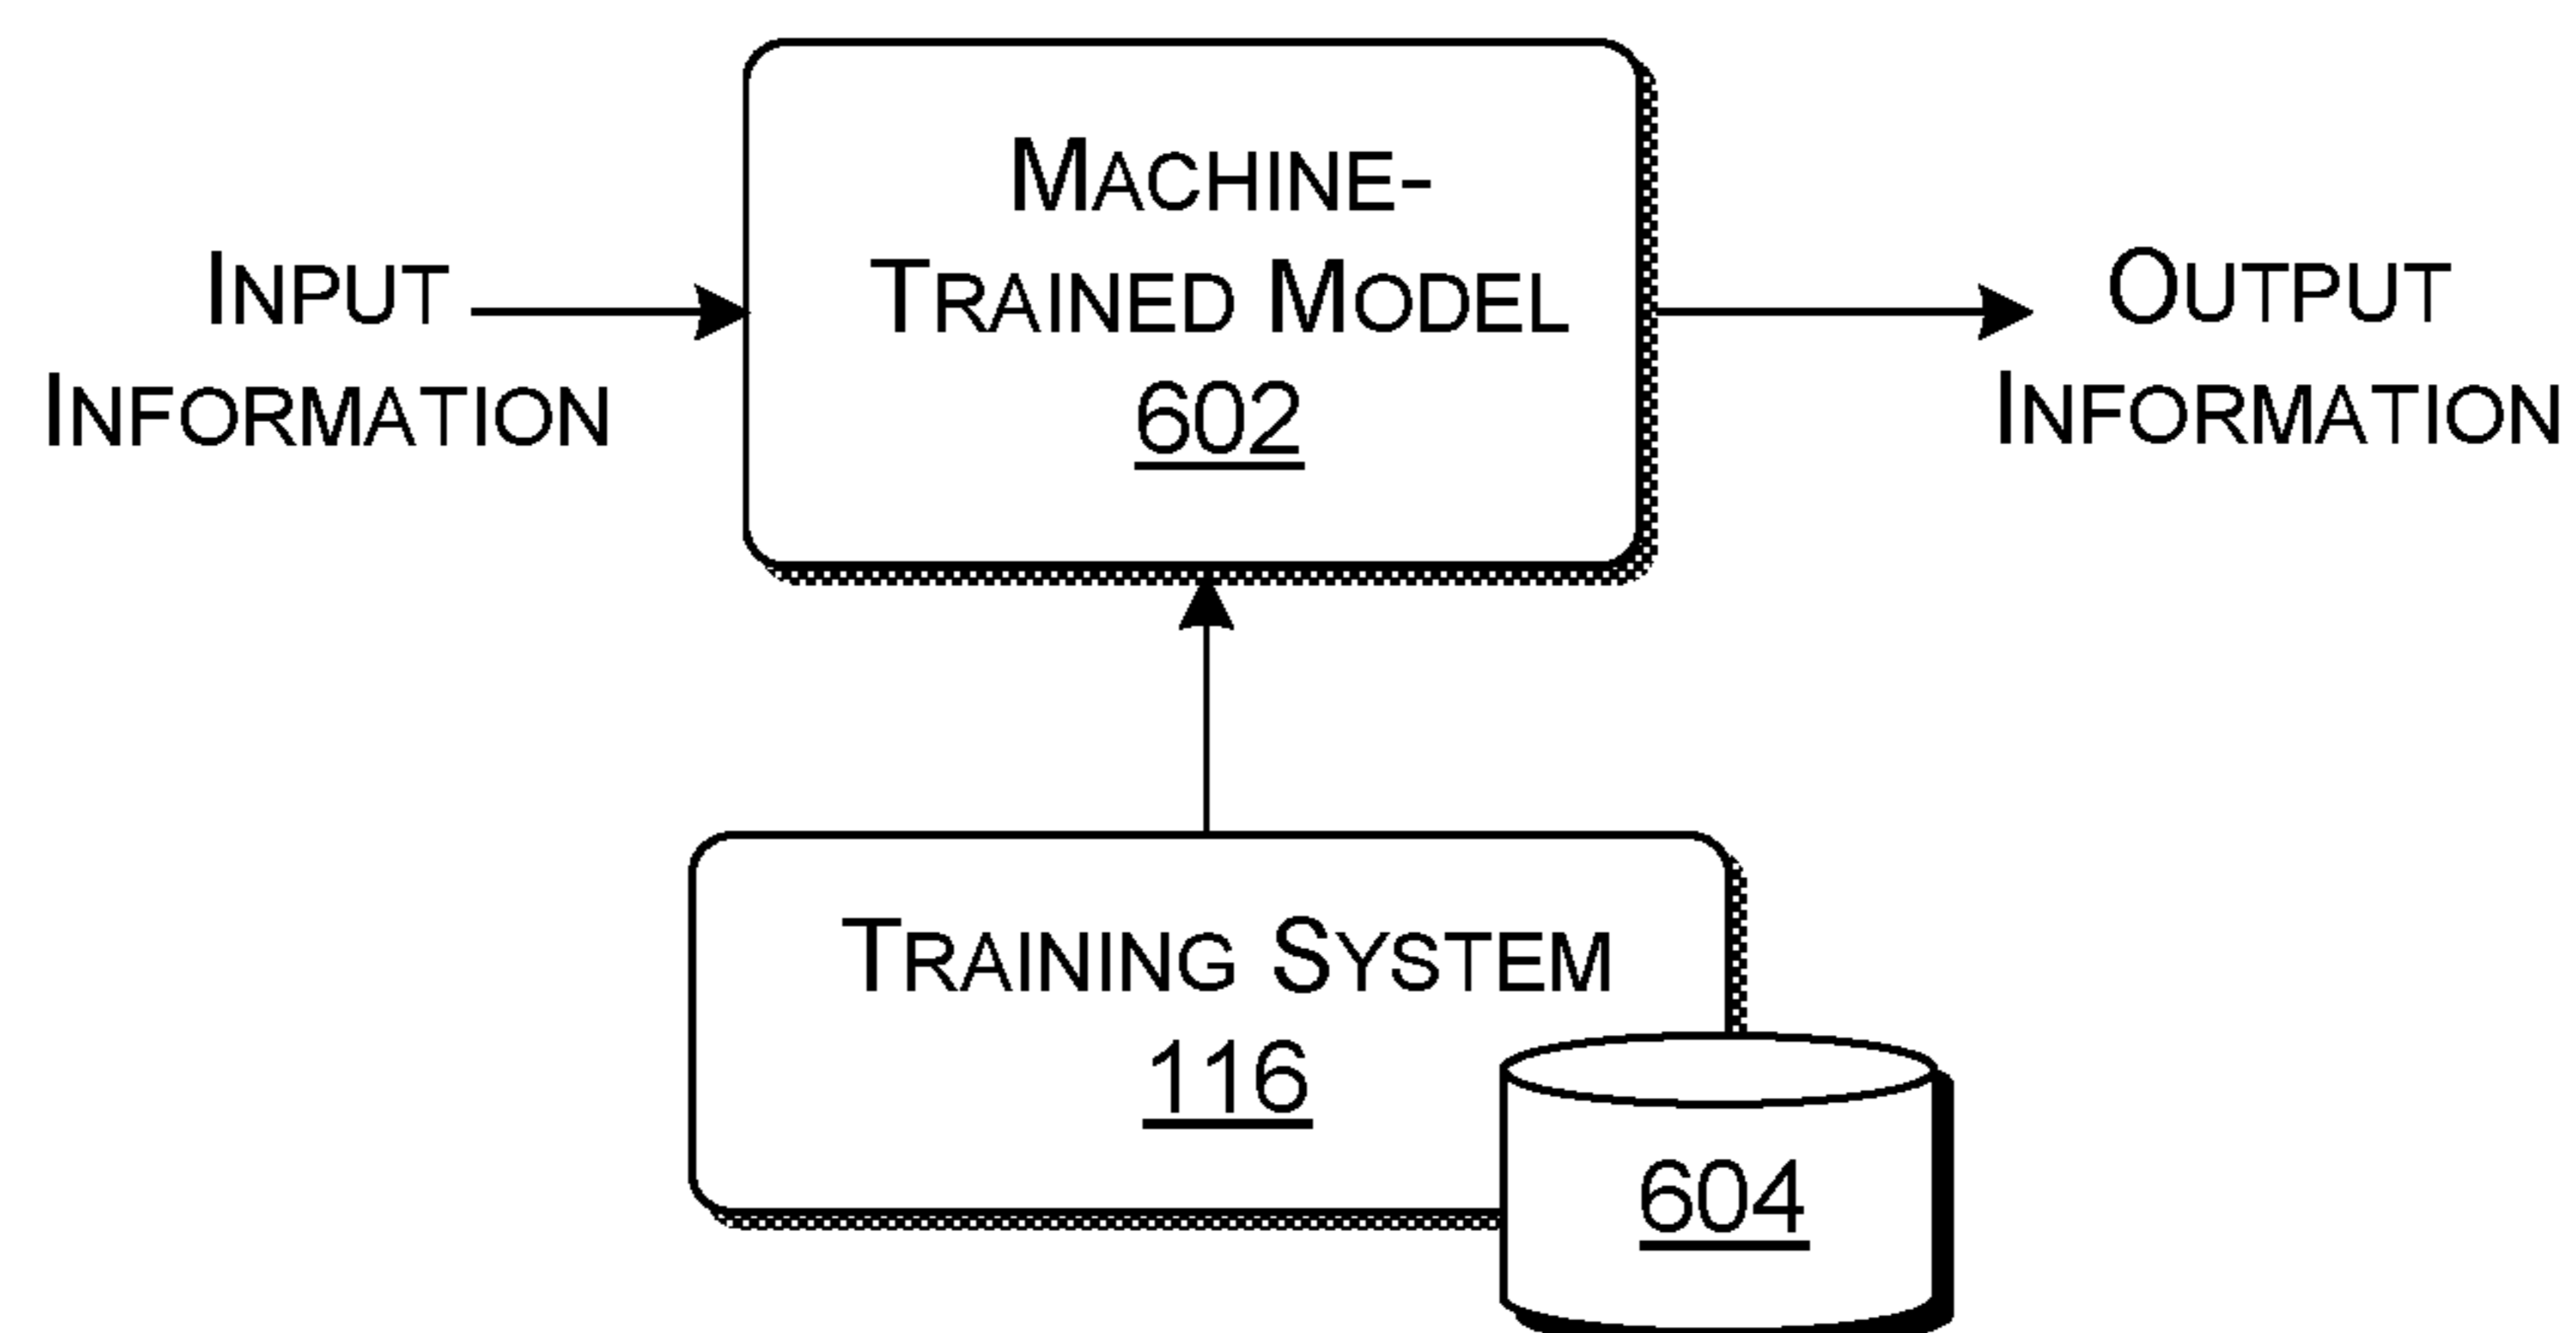 MACHINE-
TRAINED MODEL
602
INPUT
INFORMATION
OUTPUT
INFORMATION
TRAINING SYSTEM
116
604